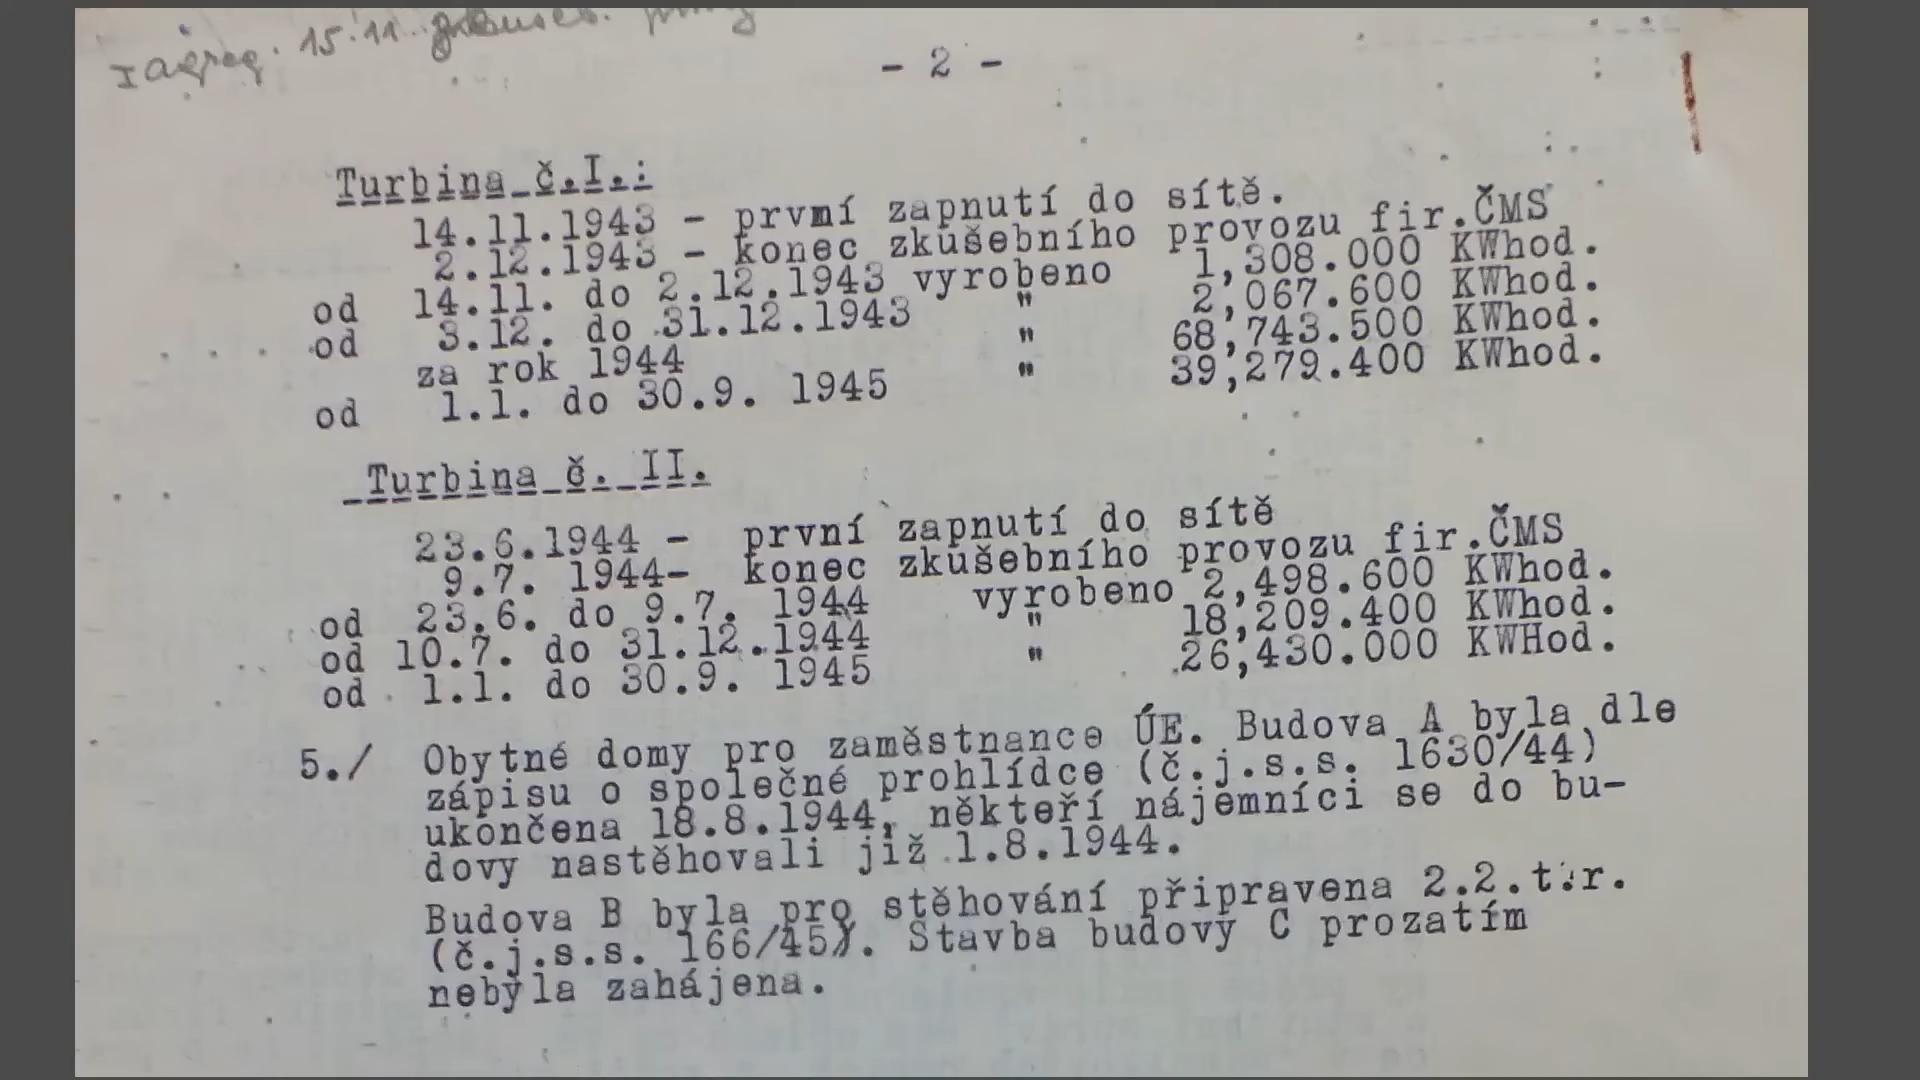 15.11.
- 2 -
Turbina č.I.:
14.11.1943 - první zapnutí do sítě.
2.12.1943 - konec zkušebního provozu fir.ČMS
od 14.11. do 2.12.1943 vyrobeno 1,308.000 KWhod.
od 3.12. do 31.12.1943 " 2,067.600 KWhod.
za rok 1944 " 68,743.500 KWhod.
od 1.1. do 30.9. 1945 " 39,279.400 KWhod.
Turbina č. II.
23.6.1944 - první zapnutí do sítě
9.7. 1944- konec zkušebního provozu fir.ČMS
od 23.6. do 9.7. 1944 vyrobeno 2,498.600 KWhod.
od 10.7. do 31.12.1944 " 18,209.400 KWhod.
od 1.1. do 30.9. 1945 " 26,430.000 KWHod.
5./ Obytné domy pro zaměstnance ÚE. Budova A byla dle
zápisu o společné prohlídce (č.j.s.s. 1630/44)
ukončena 18.8.1944, někteří nájemníci se do bu-
dovy nastěhovali již 1.8.1944.
Budova B byla pro stěhování připravena 2.2.t.r.
(č.j.s.s. 166/45). Stavba budovy C prozatím
nebyla zahájena.